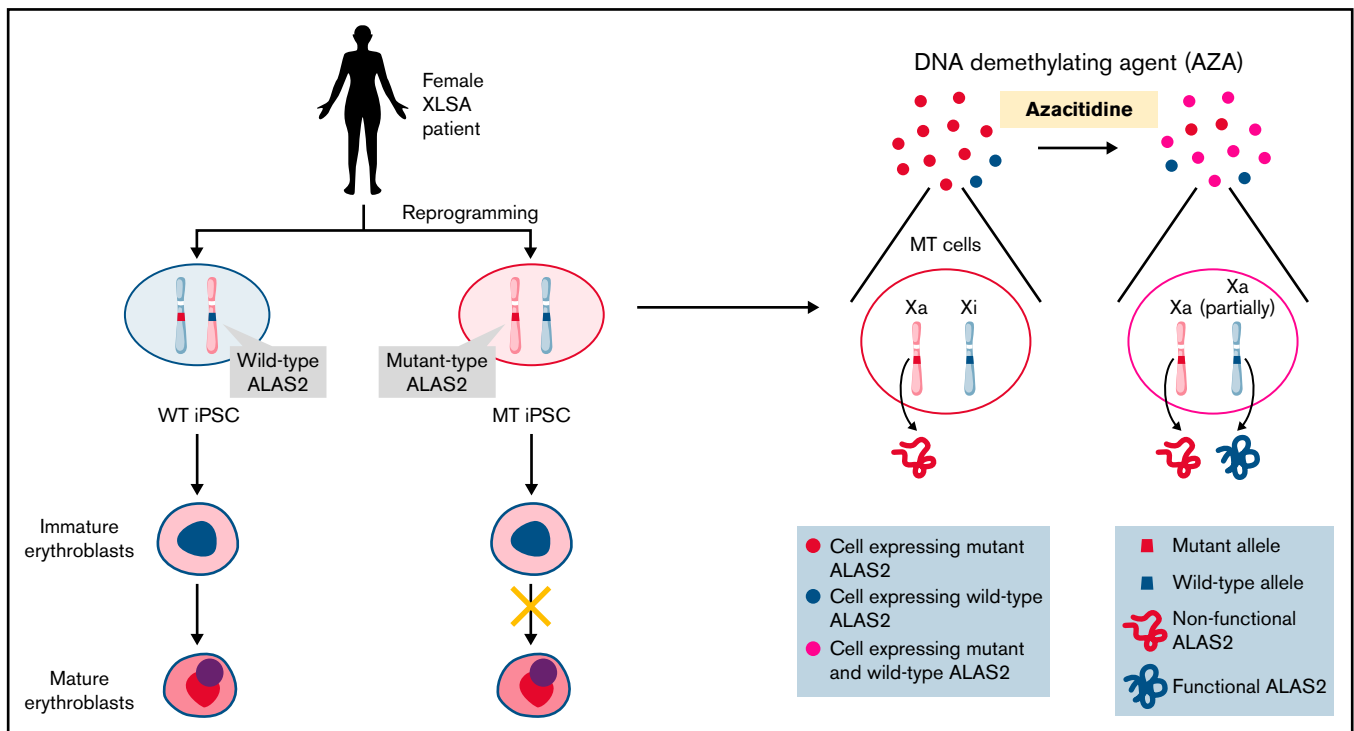 Female
XLSA
patient
Reprogramming
Wild-type
ALAS2
Mutant-type
ALAS2
WT iPSC
MT iPSC
Immature
erythroblasts
Mature
erythroblasts
DNA demethylating agent (AZA)
Azacitidine
MT cells
Xa
Xi
Xa
Xa (partially)
Cell expressing mutant
ALAS2
Cell expressing wild-type
ALAS2
Cell expressing mutant
and wild-type ALAS2
Mutant allele
Wild-type allele
Non-functional
ALAS2
Functional ALAS2